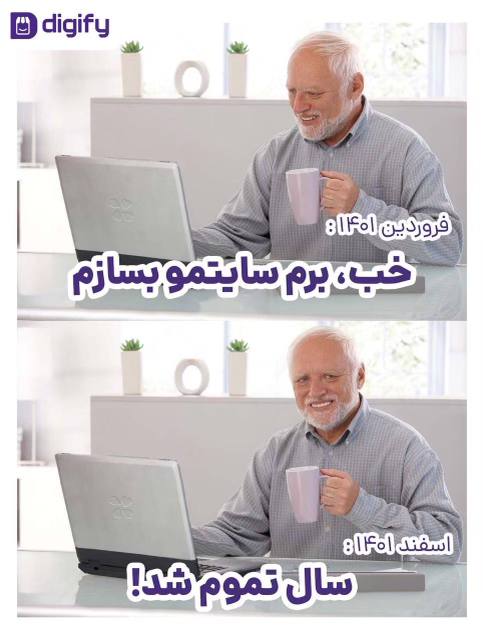 digify
فروردین ۱۴۰۱:
خب، برم سایتمو بسازم
اسفند ۱۴۰۱:
سال تموم شد!